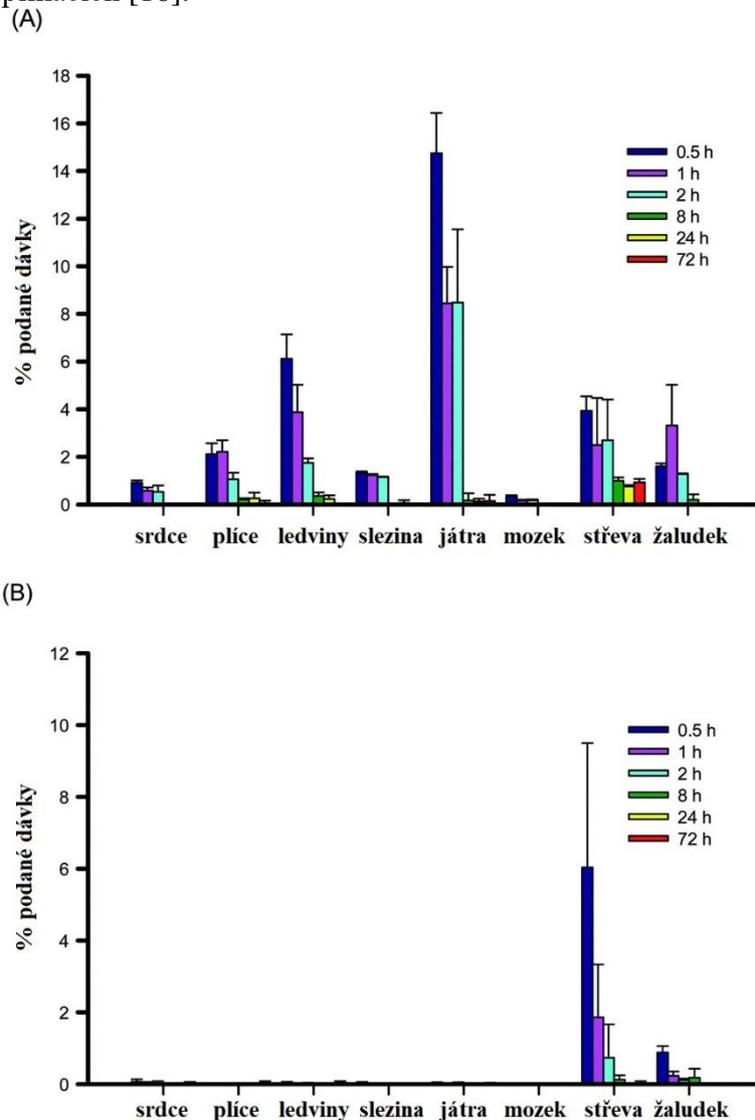 (A)
18
16
14
12
10
8
6
4
2
0
% podané dávky
0.5 h
1 h
2 h
8 h
24 h
72 h
srdce plíce ledviny slezina játra mozek střeva žaludek
(B)
12
10
8
6
4
2
0
% podané dávky
0.5 h
1 h
2 h
8 h
24 h
72 h
srdce plíce ledviny slezina játra mozek střeva žaludek